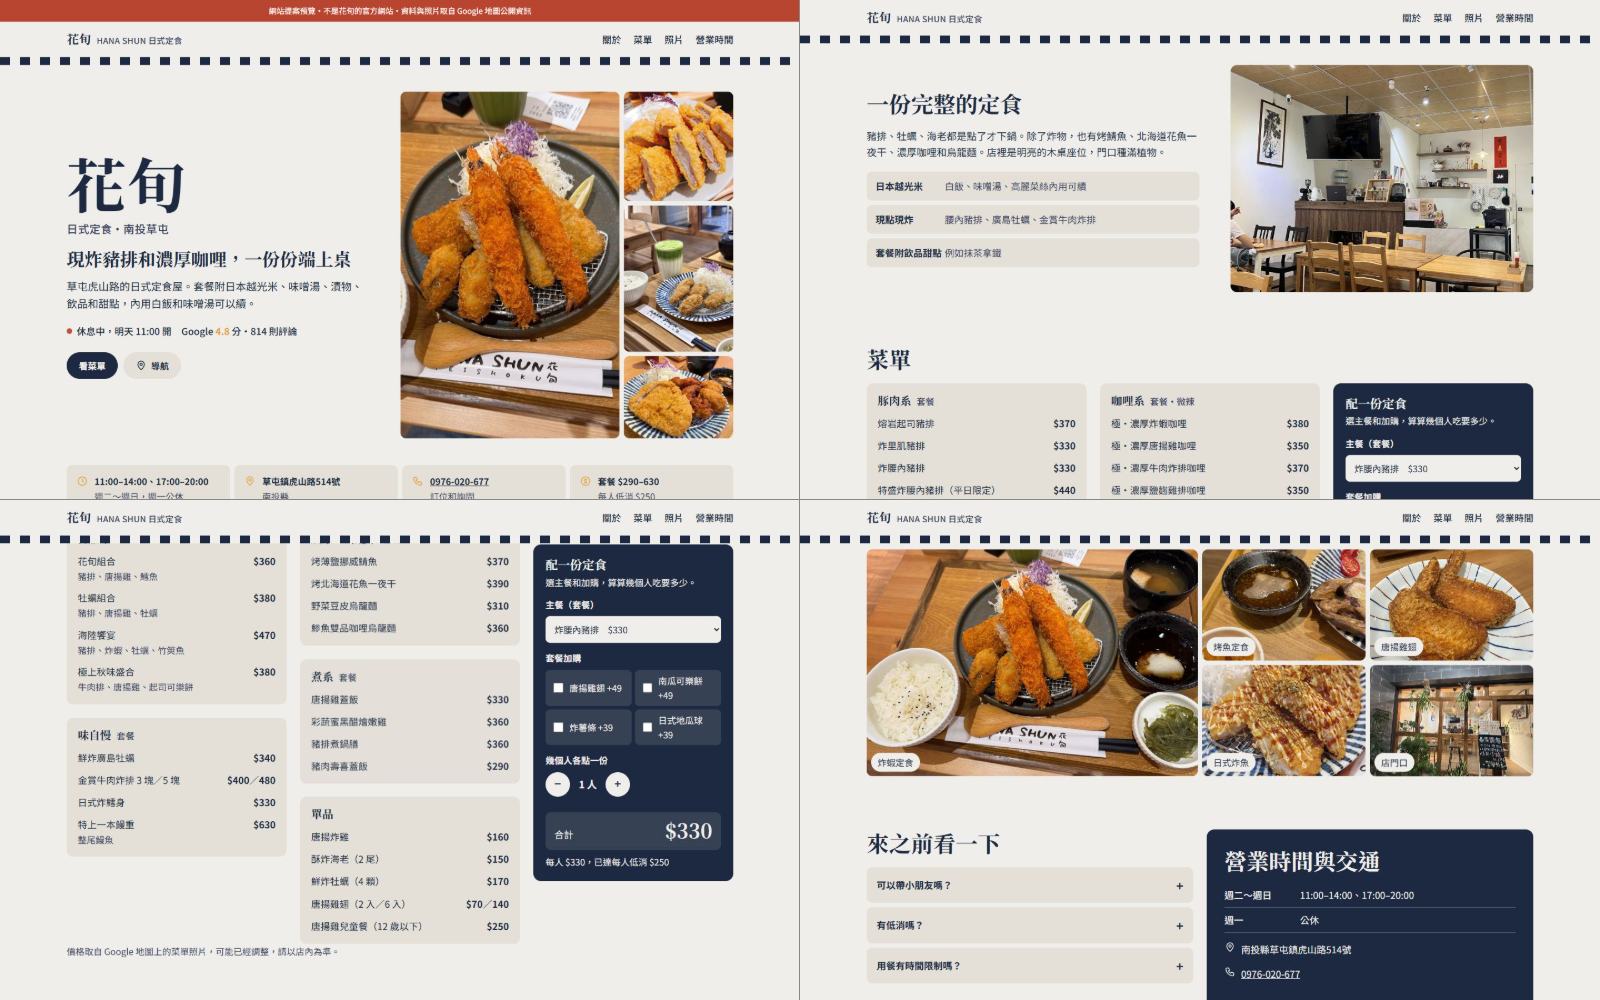 網站提案預覽・不是花旬的官方網站・資料與照片取自 Google 地圖公開資訊
花旬 HANA SHUN 日式定食
關於 菜單 照片 營業時間
花旬
日式定食・南投草屯
現炸豬排和濃厚咖哩，一份份端上桌
草屯虎山路的日式定食屋。套餐附日本越光米、味噌湯、漬物、
飲品和甜點，內用白飯和味噌湯可以續。
休息中，明天 11:00 開 Google 4.8 分・814 則評論
看菜單 導航
11:00–14:00、17:00–20:00
週二～週日，週一公休
草屯鎮虎山路514號
南投縣
0976-020-677
訂位和詢問
套餐 $290–630
每人低消 $250
花旬 HANA SHUN 日式定食
關於 菜單 照片 營業時間
一份完整的定食
豬排、牡蠣、海老都是點了才下鍋。除了炸物，也有烤鯖魚、北海道花魚一
夜干、濃厚咖哩和烏龍麵。店裡是明亮的木桌座位，門口種滿植物。
日本越光米 白飯、味噌湯、高麗菜絲內用可續
現點現炸 腰內豬排、廣島牡蠣、金賞牛肉炸排
套餐附飲品甜點 例如抹茶拿鐵
菜單
豚肉系 套餐
熔岩起司豬排 $370
炸里肌豬排 $330
炸腰內豬排 $330
特盛炸腰內豬排（平日限定） $440
咖哩系 套餐・微辣
極・濃厚炸蝦咖哩 $380
極・濃厚唐揚雞咖哩 $350
極・濃厚牛肉炸排咖哩 $370
極・濃厚鹽麴雞排咖哩 $350
配一份定食
選主餐和加購，算算幾個人吃要多少。
主餐（套餐）
炸腰內豬排 $330
套餐加購
花旬 HANA SHUN 日式定食
關於 菜單 照片 營業時間
花旬組合 $360
豬排、唐揚雞、鱈魚
牡蠣組合 $380
豬排、唐揚雞、牡蠣
海陸饗宴 $470
豬排、炸蝦、牡蠣、竹筴魚
極上秋味盛合 $380
牛肉排、唐揚雞、起司可樂餅
味自慢 套餐
鮮炸廣島牡蠣 $340
金賞牛肉炸排 3 塊／5 塊 $400／480
日式炸鱈身 $330
特上一本鰻重 $630
整尾鰻魚
烤薄鹽挪威鯖魚 $370
烤北海道花魚一夜干 $390
野菜豆皮烏龍麵 $310
鯵魚雙品咖哩烏龍麵 $360
煮系 套餐
唐揚雞蓋飯 $330
彩蔬蜜黑醋燴嫩雞 $360
豬排煮鍋膳 $360
豬肉壽喜蓋飯 $290
單品
唐揚炸雞 $160
酥炸海老（2 尾） $150
鮮炸牡蠣（4 顆） $170
唐揚雞翅（2 入／6 入） $70／140
唐揚雞兒童餐（12 歲以下） $250
配一份定食
選主餐和加購，算算幾個人吃要多少。
主餐（套餐）
炸腰內豬排 $330
套餐加購
唐揚雞翅 +49
南瓜可樂餅
+49
炸薯條 +39
日式地瓜球
+39
幾個人各點一份
− 1 人 +
合計 $330
每人 $330，已達每人低消 $250
價格取自 Google 地圖上的菜單照片，可能已經調整，請以店內為準。
花旬 HANA SHUN 日式定食
關於 菜單 照片 營業時間
炸蝦定食
烤魚定食
唐揚雞翅
日式炸魚
店門口
來之前看一下
可以帶小朋友嗎？ +
有低消嗎？ +
用餐有時間限制嗎？ +
營業時間與交通
週二～週日 11:00–14:00、17:00–20:00
週一 公休
南投縣草屯鎮虎山路514號
0976-020-677